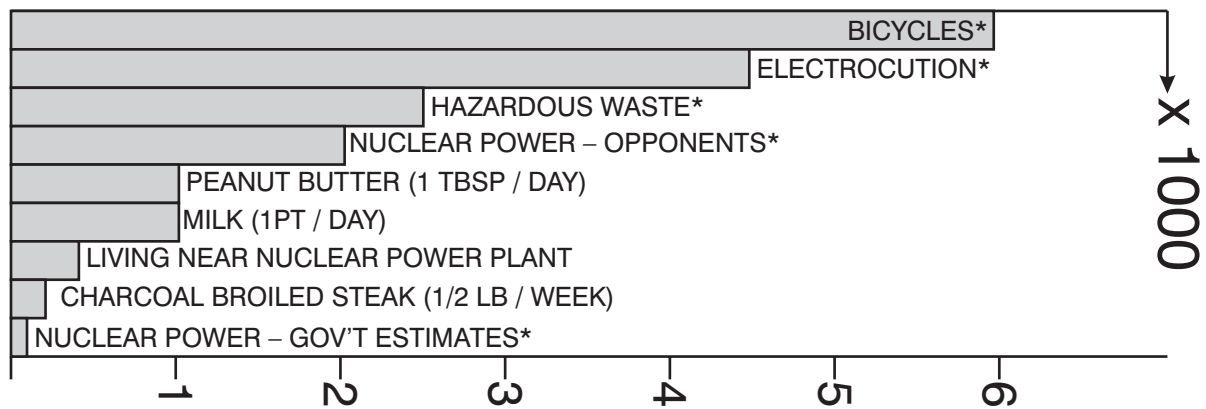 BICYCLES*
ELECTROCUTION*
HAZARDOUS WASTE*
NUCLEAR POWER – OPPONENTS*
PEANUT BUTTER (1 TBSP / DAY)
MILK (1PT / DAY)
LIVING NEAR NUCLEAR POWER PLANT
CHARCOAL BROILED STEAK (1/2 LB / WEEK)
NUCLEAR POWER – GOV’T ESTIMATES*
1 2 3 4 5 6
X 1000